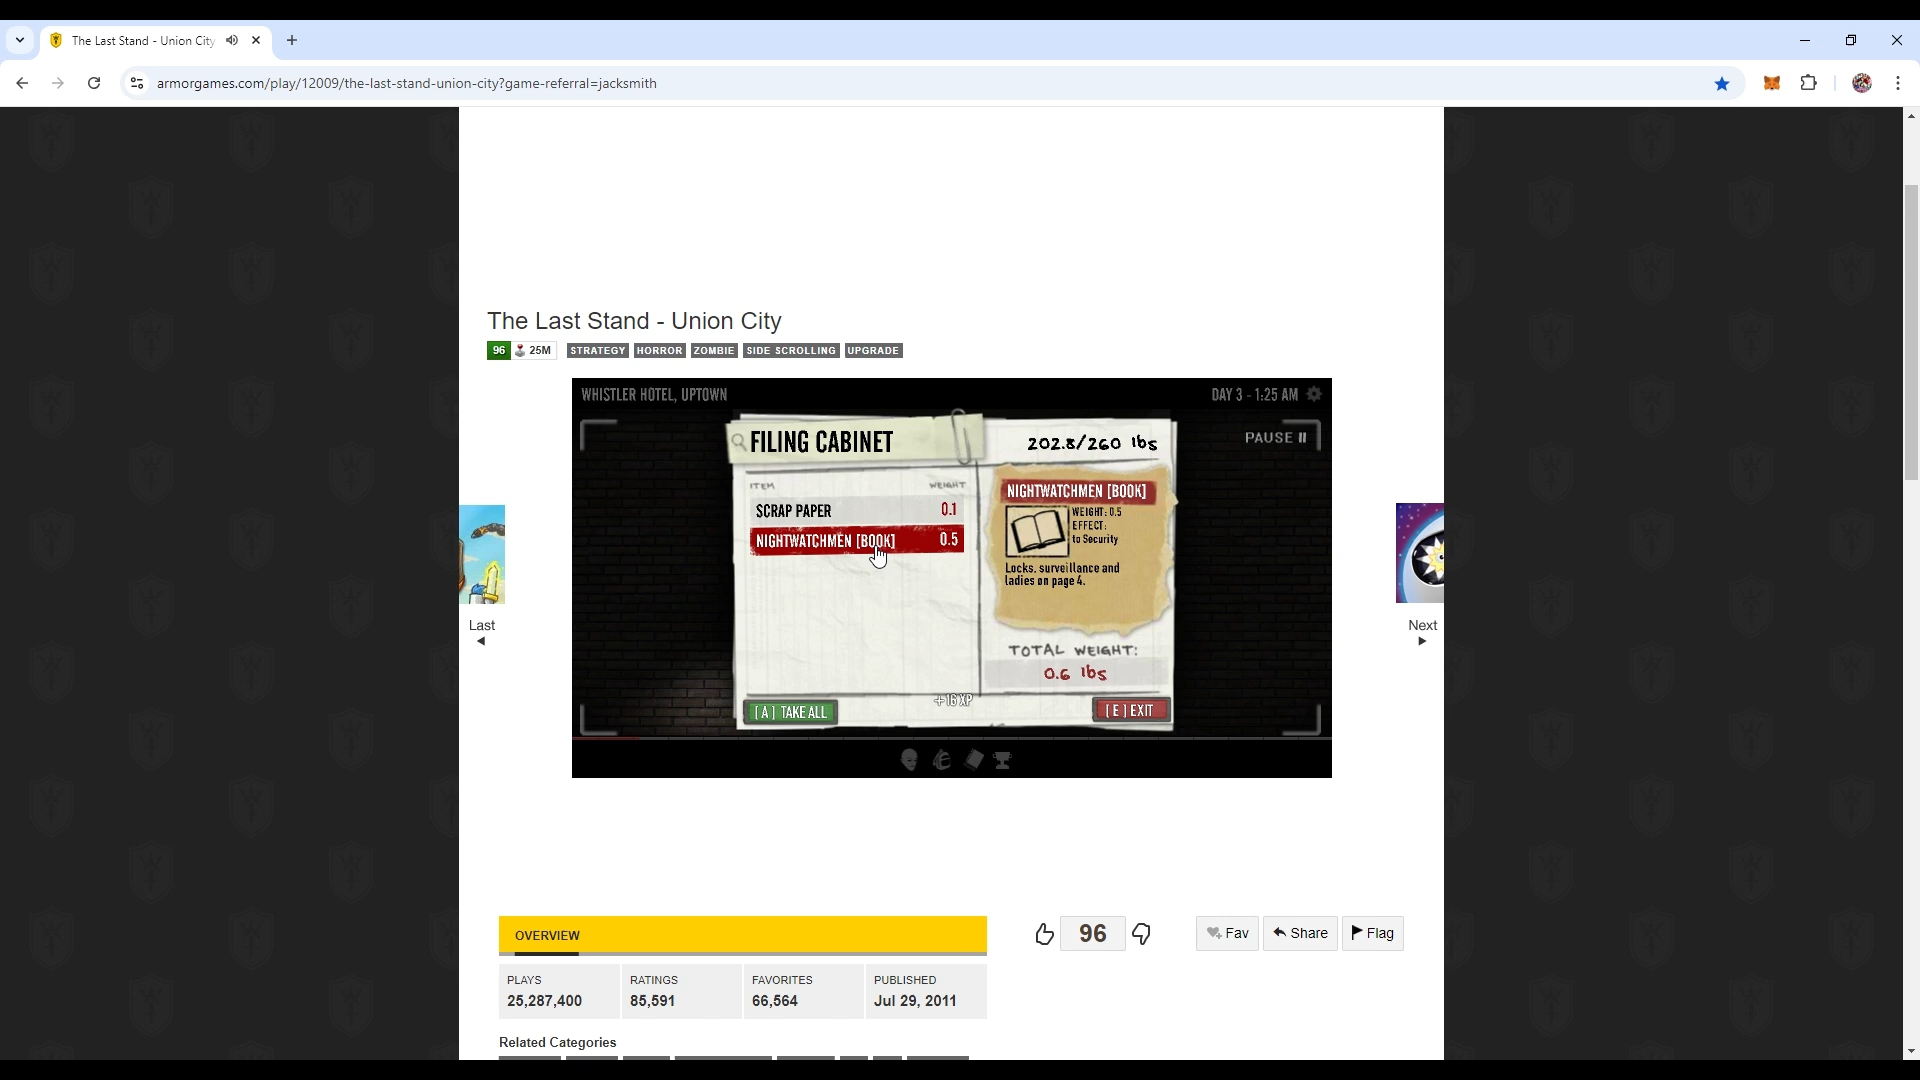 The Last Stand - Union City
armorgames.com/play/12009/the-last-stand-union-city?game-referral=jacksmith
The Last Stand - Union City
96 25M STRATEGY HORROR ZOMBIE SIDE SCROLLING UPGRADE
WHISTLER HOTEL, UPTOWN
DAY 3 - 1:25 AM
FILING CABINET
202.8/260 lbs
PAUSE II
ITEM WEIGHT
SCRAP PAPER 0.1
NIGHTWATCHMEN [BOOK] 0.5
NIGHTWATCHMEN [BOOK]
WEIGHT: 0.5
EFFECT:
to Security
Locks, surveillance and
ladies on page 4.
TOTAL WEIGHT:
0.6 lbs
+16 XP
[ A ] TAKE ALL
[ E ] EXIT
Last
Next
OVERVIEW
96
Fav
Share
Flag
PLAYS RATINGS FAVORITES PUBLISHED
25,287,400 85,591 66,564 Jul 29, 2011
Related Categories